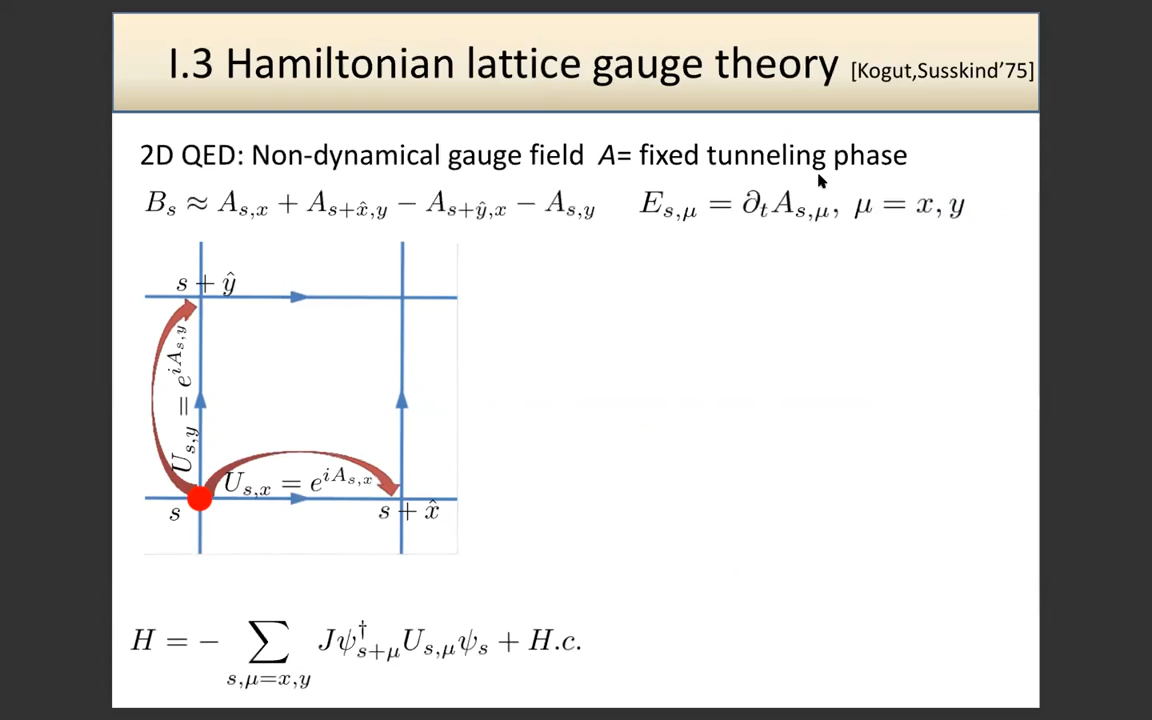 I.3 Hamiltonian lattice gauge theory [Kogut,Susskind’75]
2D QED: Non-dynamical gauge field A= fixed tunneling phase
B_s ≈ A_{s,x} + A_{s+x̂,y} − A_{s+ŷ,x} − A_{s,y} E_{s,μ} = ∂_t A_{s,μ}, μ = x, y
s + ŷ
U_{s,y} = e^{iA_{s,y}}
U_{s,x} = e^{iA_{s,x}}
s s + x̂
H = − ∑_{s,μ=x,y} Jψ†_{s+μ} U_{s,μ} ψ_s + H.c.